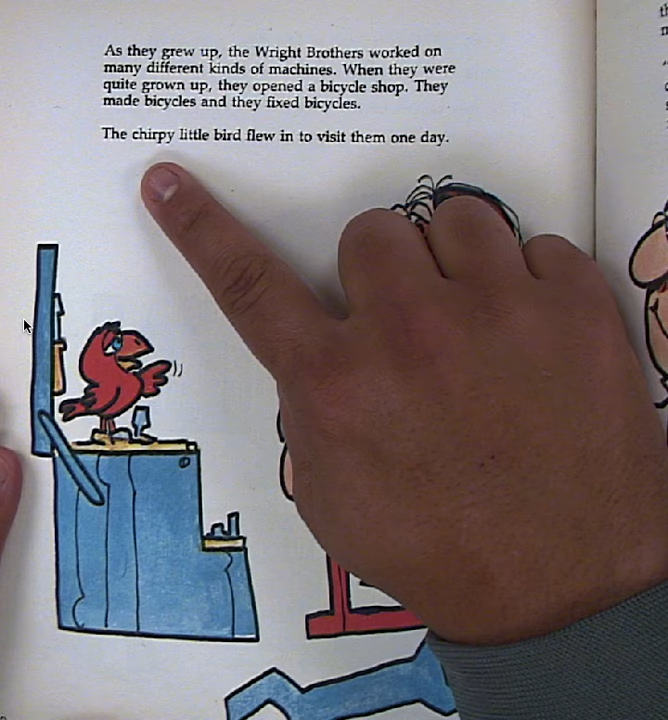 As they grew up, the Wright Brothers worked on
many different kinds of machines. When they were
quite grown up, they opened a bicycle shop. They
made bicycles and they fixed bicycles.
The chirpy little bird flew in to visit them one day.